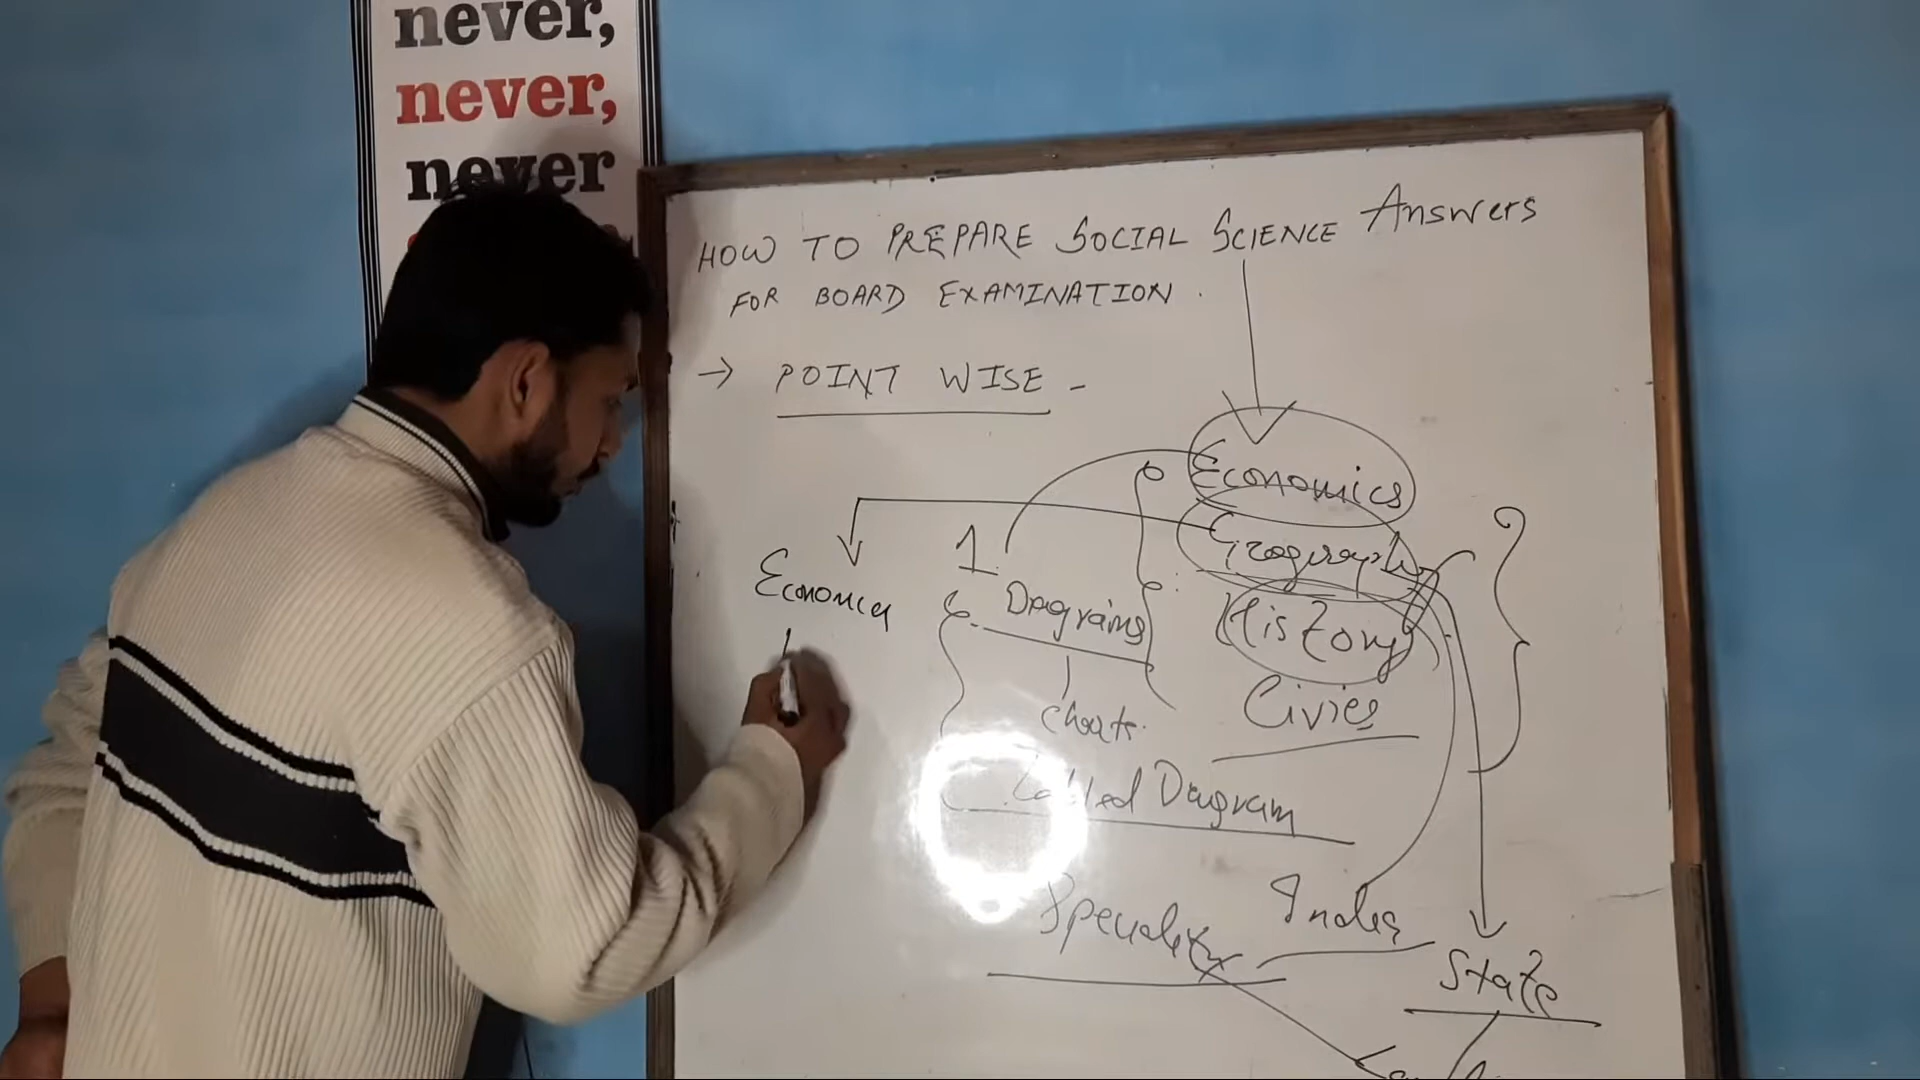 never,
never,
never
HOW TO PREPARE SOCIAL SCIENCE Answers
FOR BOARD EXAMINATION.
→ POINT WISE -
Economics
Geography
History
Civics
1.
Diagrams
Charts.
Labelled Diagram
Economics
India
State